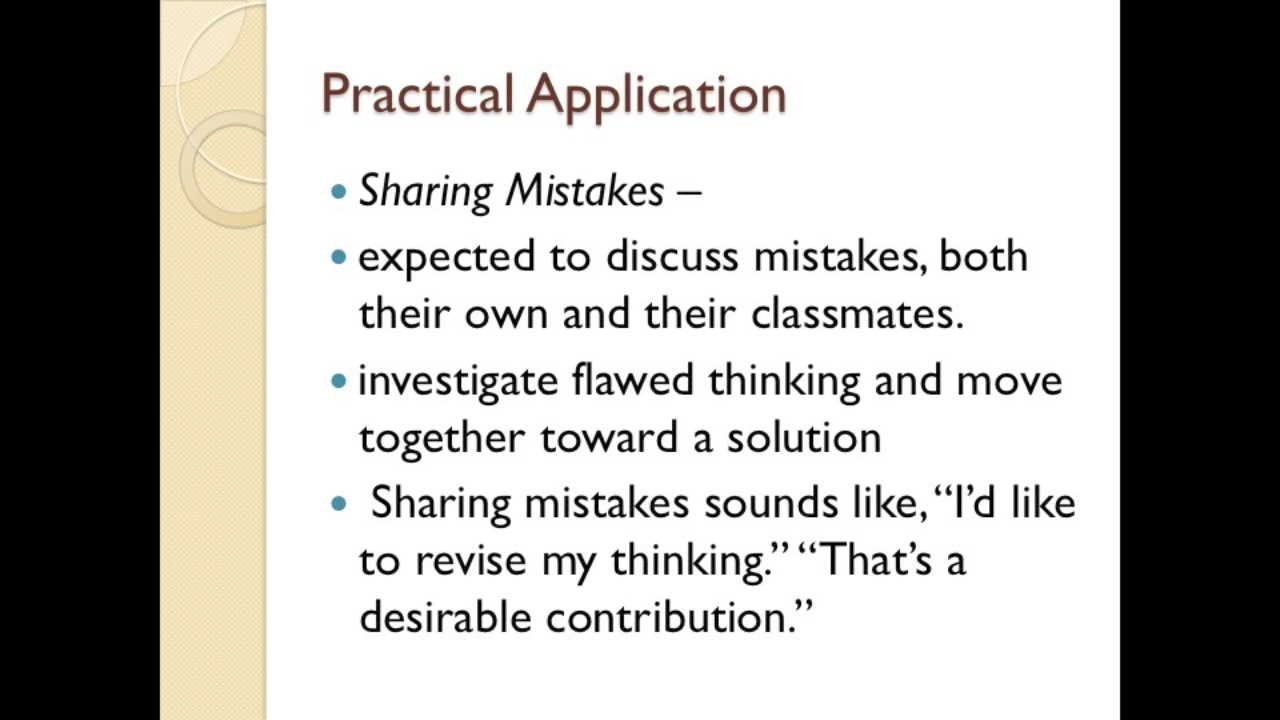 Practical Application
• Sharing Mistakes –
• expected to discuss mistakes, both
their own and their classmates.
• investigate flawed thinking and move
together toward a solution
• Sharing mistakes sounds like, “I’d like
to revise my thinking.” “That’s a
desirable contribution.”